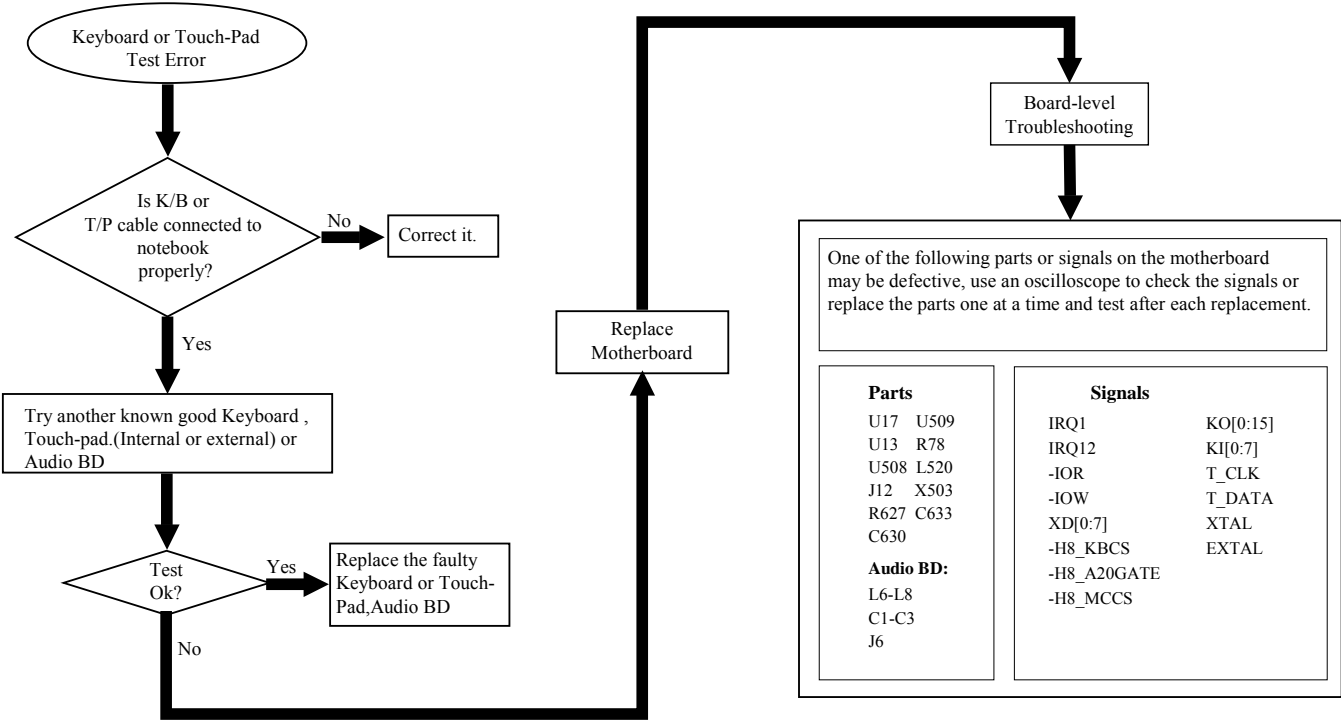 Keyboard or Touch-Pad
Test Error
Is K/B or
T/P cable connected to
notebook
properly?
No
Correct it.
Yes
Try another known good Keyboard ,
Touch-pad.(Internal or external) or
Audio BD
Test
Ok?
Yes
Replace the faulty
Keyboard or Touch-
Pad,Audio BD
No
Replace
Motherboard
Board-level
Troubleshooting
One of the following parts or signals on the motherboard
may be defective, use an oscilloscope to check the signals or
replace the parts one at a time and test after each replacement.
Parts
U17 U509
U13 R78
U508 L520
J12 X503
R627 C633
C630
Audio BD:
L6-L8
C1-C3
J6
Signals
IRQ1 KO[0:15]
IRQ12 KI[0:7]
-IOR T_CLK
-IOW T_DATA
XD[0:7] XTAL
-H8_KBCS EXTAL
-H8_A20GATE
-H8_MCCS